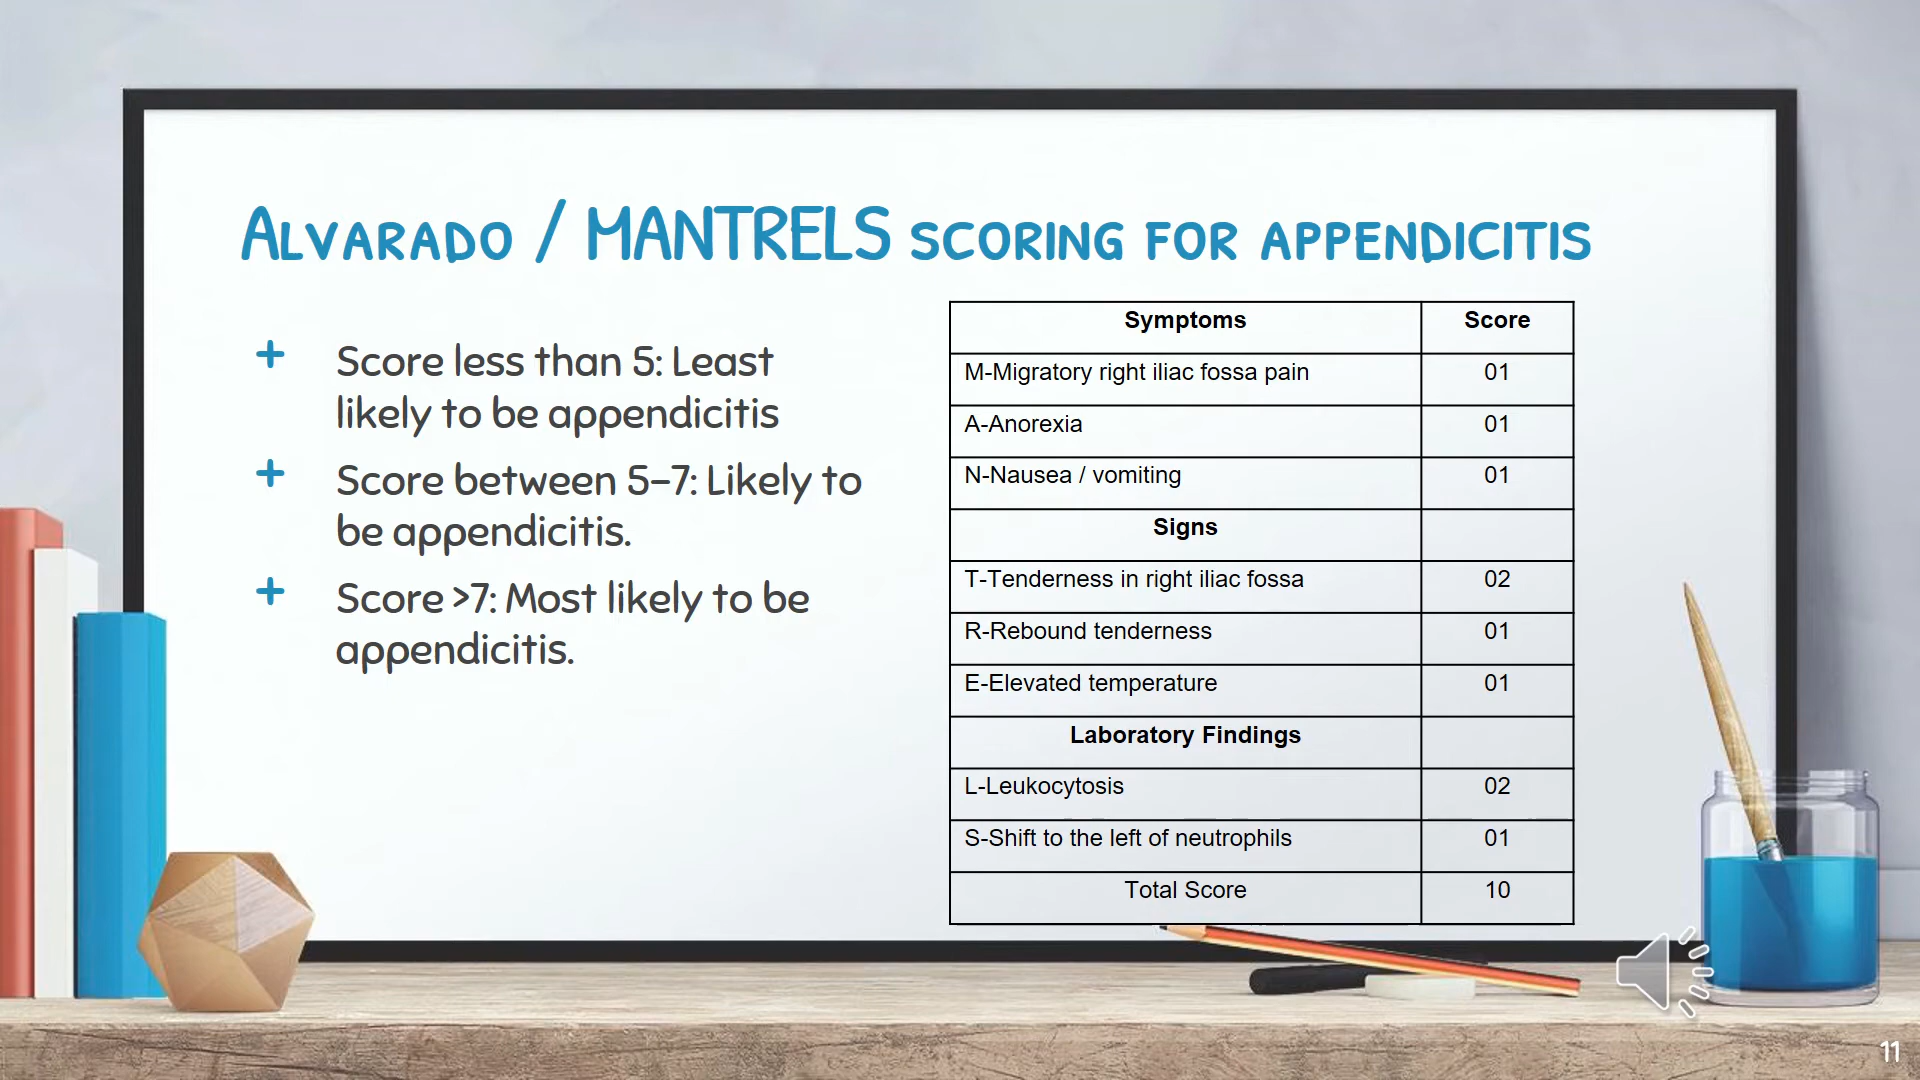 Alvarado / MANTRELS scoring for appendicitis
+ Score less than 5: Least
likely to be appendicitis
+ Score between 5–7: Likely to
be appendicitis.
+ Score >7: Most likely to be
appendicitis.
Symptoms Score
M-Migratory right iliac fossa pain 01
A-Anorexia 01
N-Nausea / vomiting 01
Signs
T-Tenderness in right iliac fossa 02
R-Rebound tenderness 01
E-Elevated temperature 01
Laboratory Findings
L-Leukocytosis 02
S-Shift to the left of neutrophils 01
Total Score 10
11